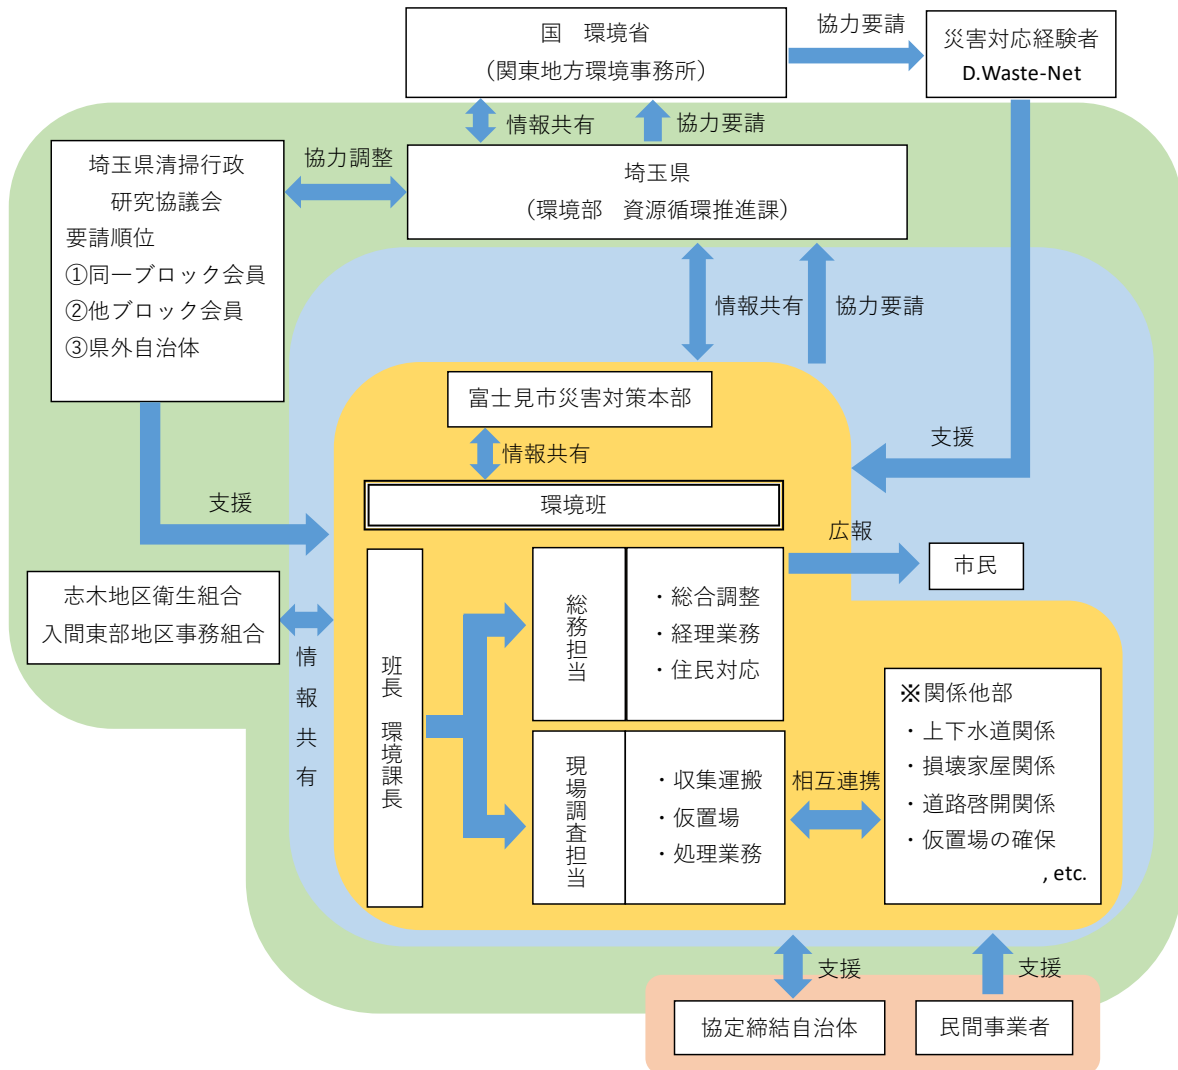 国　環境省
（関東地方環境事務所）
協力要請
災害対応経験者
D.Waste-Net
情報共有
協力要請
埼玉県清掃行政
研究協議会
要請順位
①同一ブロック会員
②他ブロック会員
③県外自治体
協力調整
埼玉県
（環境部　資源循環推進課）
情報共有
協力要請
富士見市災害対策本部
情報共有
支援
支援
環境班
広報
市民
志木地区衛生組合
入間東部地区事務組合
情報共有
班長　環境課長
総務担当
・総合調整
・経理業務
・住民対応
現場調査担当
・収集運搬
・仮置場
・処理業務
相互連携
※関係他部
・上下水道関係
・損壊家屋関係
・道路啓開関係
・仮置場の確保
, etc.
支援
支援
協定締結自治体
民間事業者